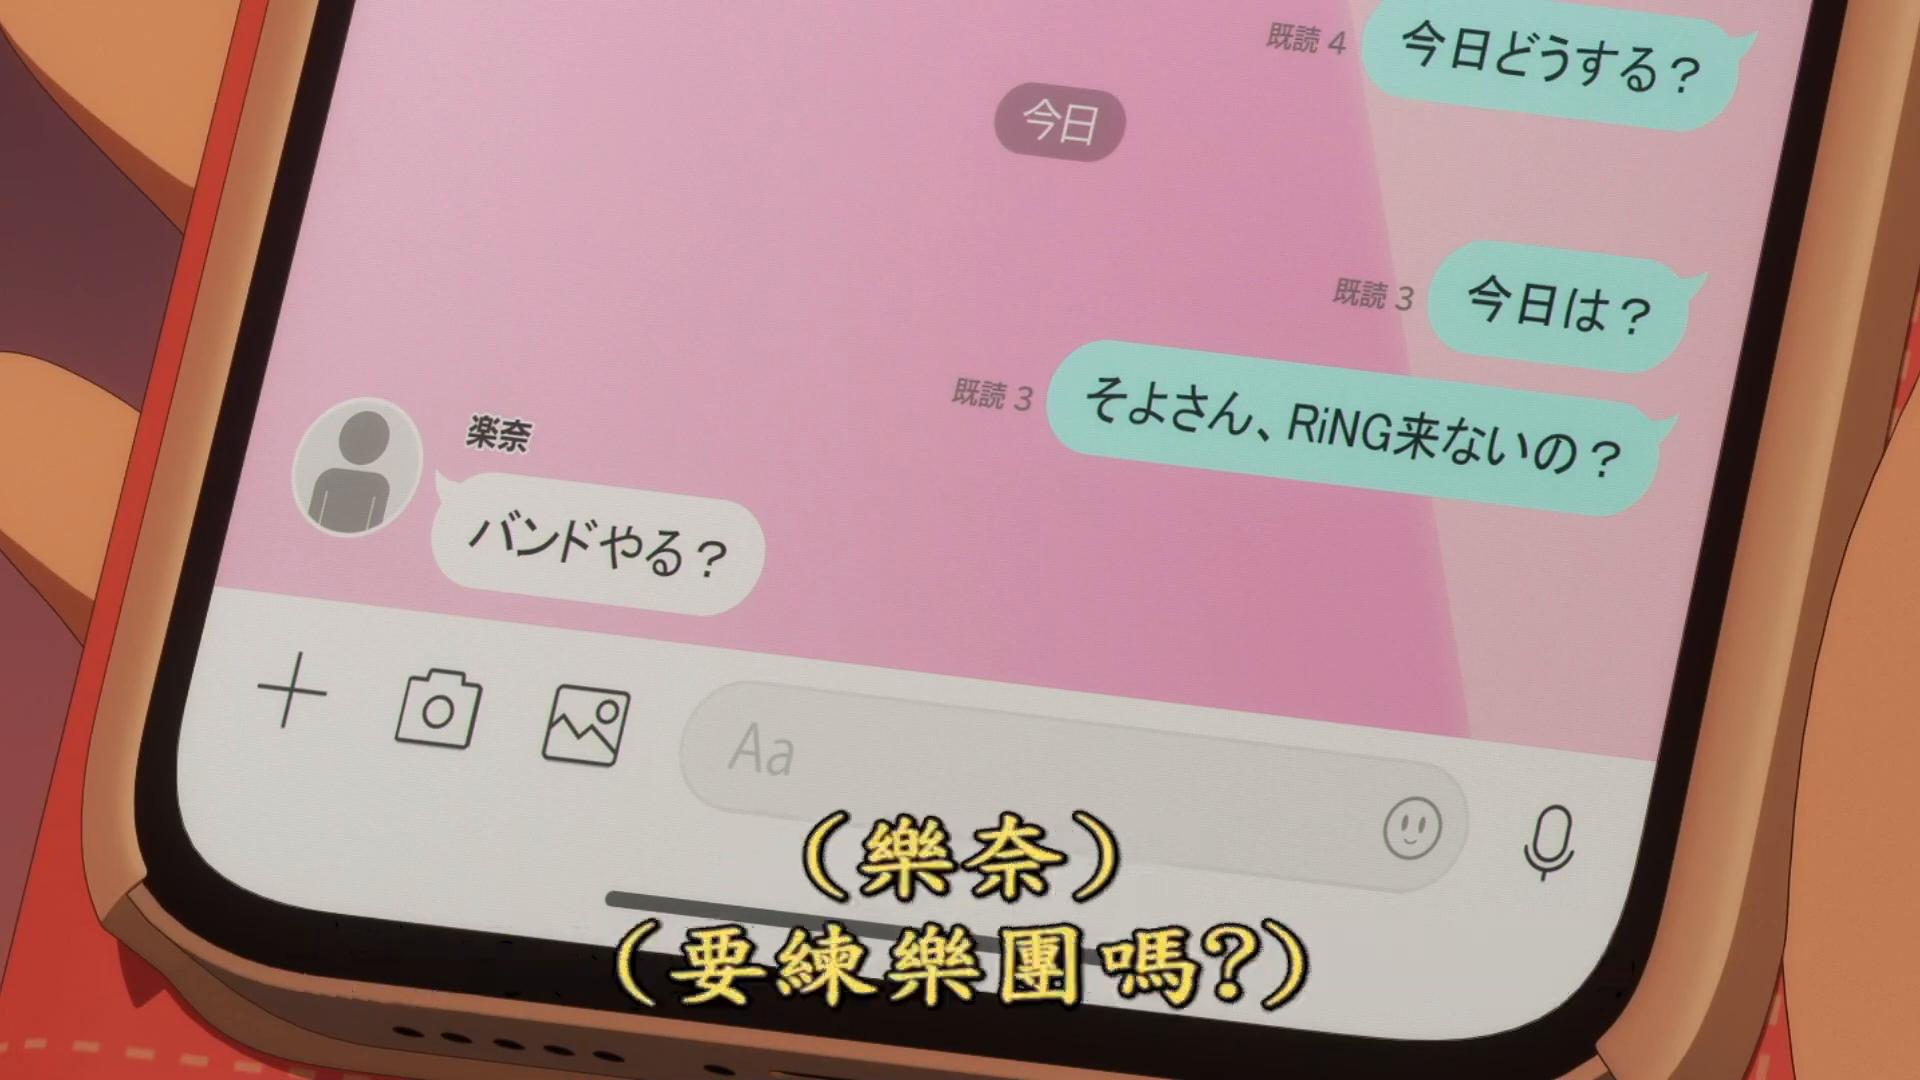 既読 4 今日どうする？
今日
既読 3 今日は？
既読 3 そよさん、RiNG来ないの？
楽奈
バンドやる？
Aa
（樂奈）
（要練樂團嗎?）